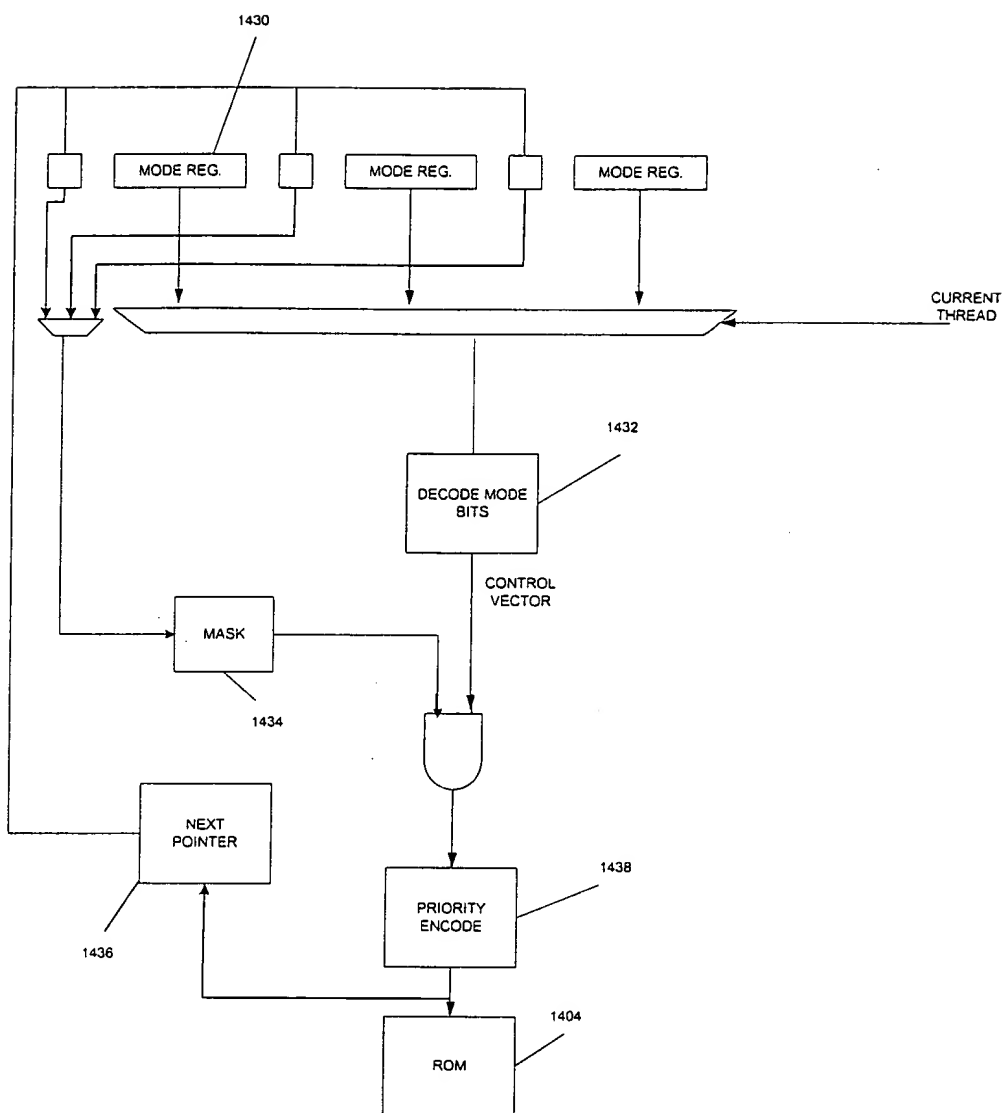 1430
MODE REG.
MODE REG.
MODE REG.
CURRENT
THREAD
1432
DECODE MODE
BITS
CONTROL
VECTOR
MASK
1434
NEXT
POINTER
1436
1438
PRIORITY
ENCODE
1404
ROM